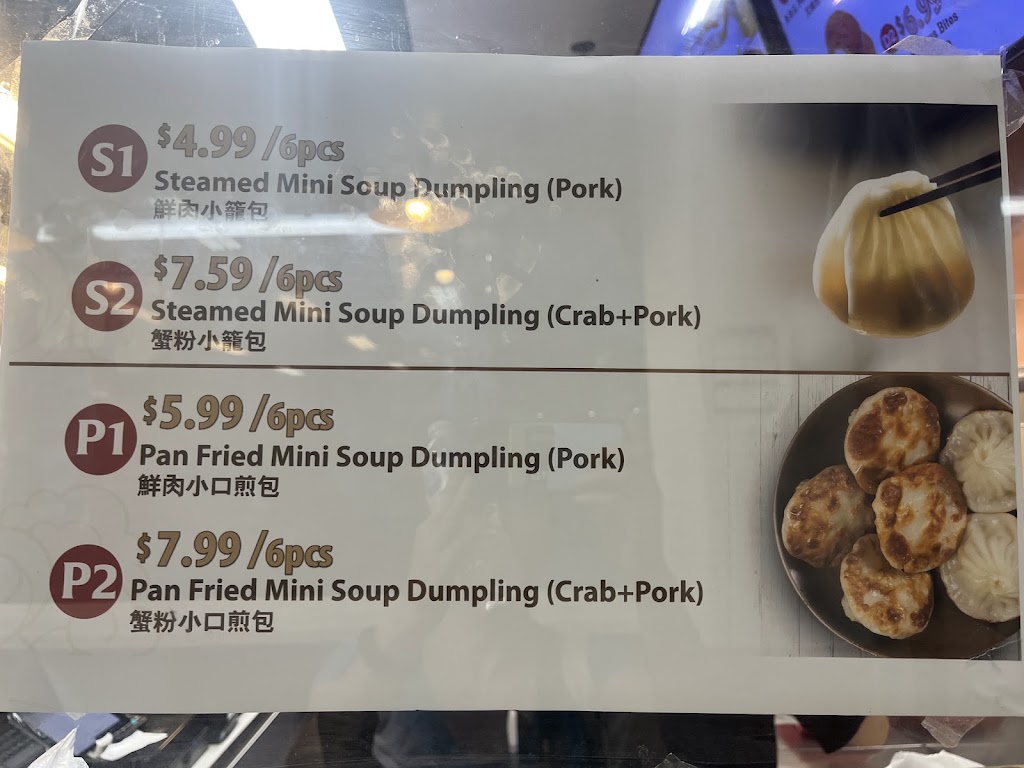 $6.99
Bites
S1
$4.99/6pcs
Steamed Mini Soup Dumpling (Pork)
鮮肉小籠包
S2
$7.59/6pcs
Steamed Mini Soup Dumpling (Crab+Pork)
蟹粉小籠包
P1
$5.99/6pcs
Pan Fried Mini Soup Dumpling (Pork)
鮮肉小口煎包
P2
$7.99/6pcs
Pan Fried Mini Soup Dumpling (Crab+Pork)
蟹粉小口煎包